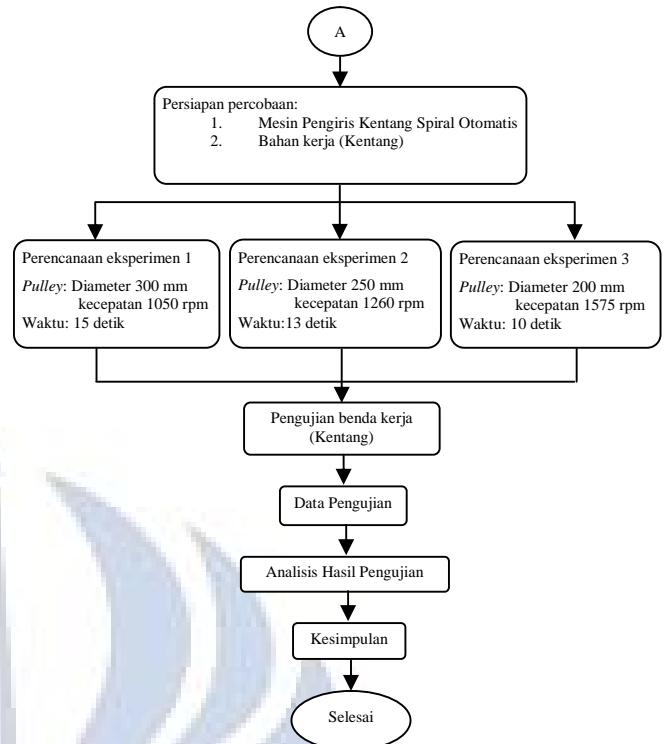 A
Persiapan percobaan:
1. Mesin Pengiris Kentang Spiral Otomatis
2. Bahan kerja (Kentang)
Perencanaan eksperimen 1
Pulley: Diameter 300 mm
kecepatan 1050 rpm
Waktu: 15 detik
Perencanaan eksperimen 2
Pulley: Diameter 250 mm
kecepatan 1260 rpm
Waktu:13 detik
Perencanaan eksperimen 3
Pulley: Diameter 200 mm
kecepatan 1575 rpm
Waktu: 10 detik
Pengujian benda kerja
(Kentang)
Data Pengujian
Analisis Hasil Pengujian
Kesimpulan
Selesai